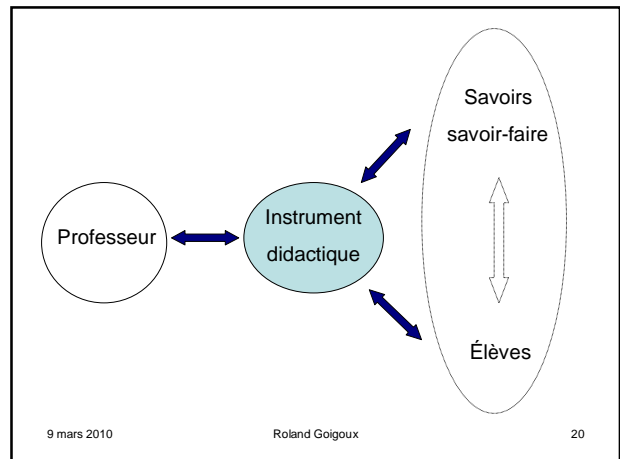 Savoirs
savoir-faire
Professeur
Instrument
didactique
Élèves
9 mars 2010
Roland Goigoux
20